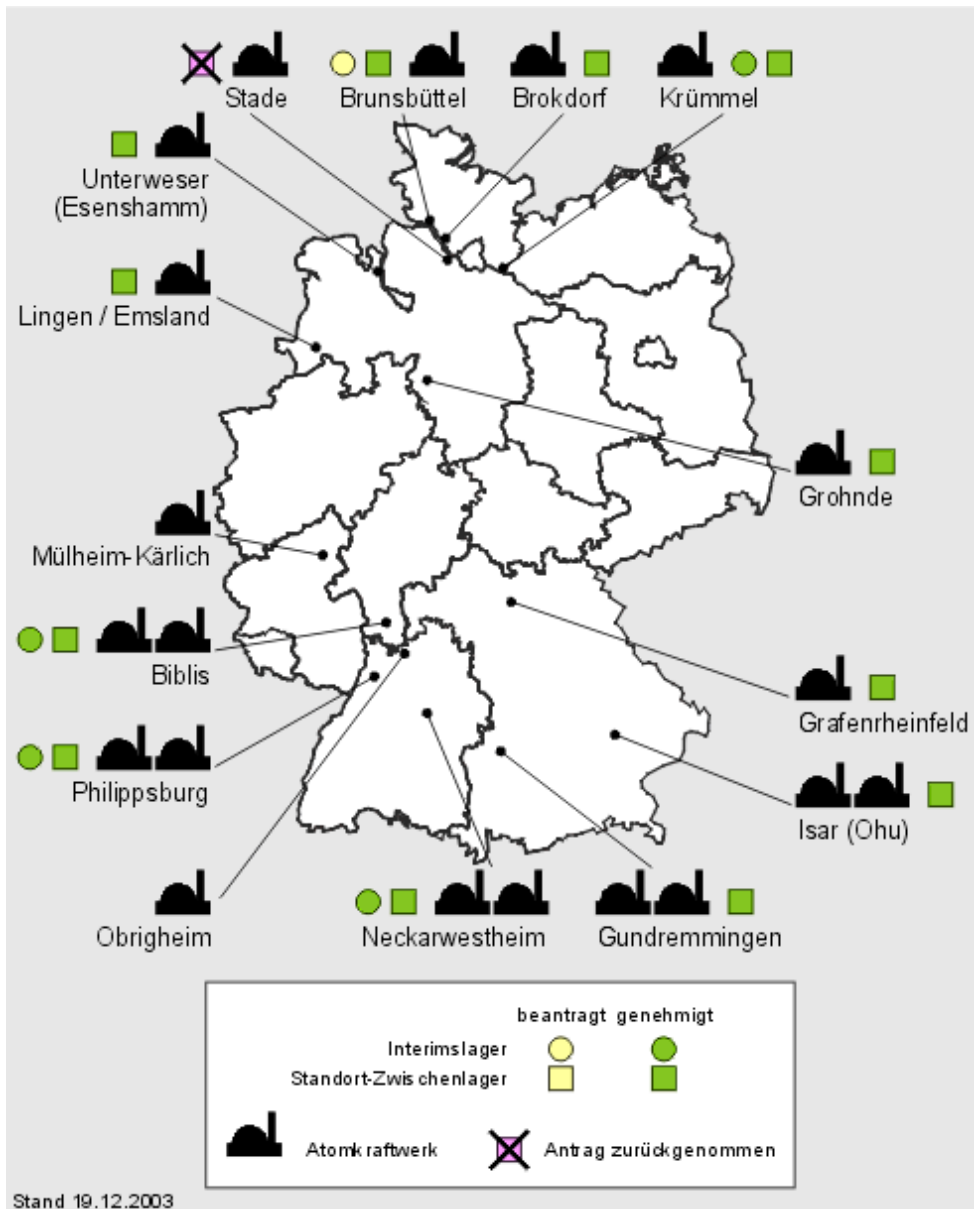 Stade
Brunsbüttel
Brokdorf
Krümmel
Unterweser
(Esenshamm)
Lingen / Emsland
Grohnde
Mülheim-Kärlich
Biblis
Grafenrheinfeld
Philippsburg
Isar (Ohu)
Obrigheim
Neckarwestheim
Gundremmingen
beantragt genehmigt
Interimslager
Standort-Zwischenlager
Atomkraftwerk
Antrag zurückgenommen
Stand 19.12.2003